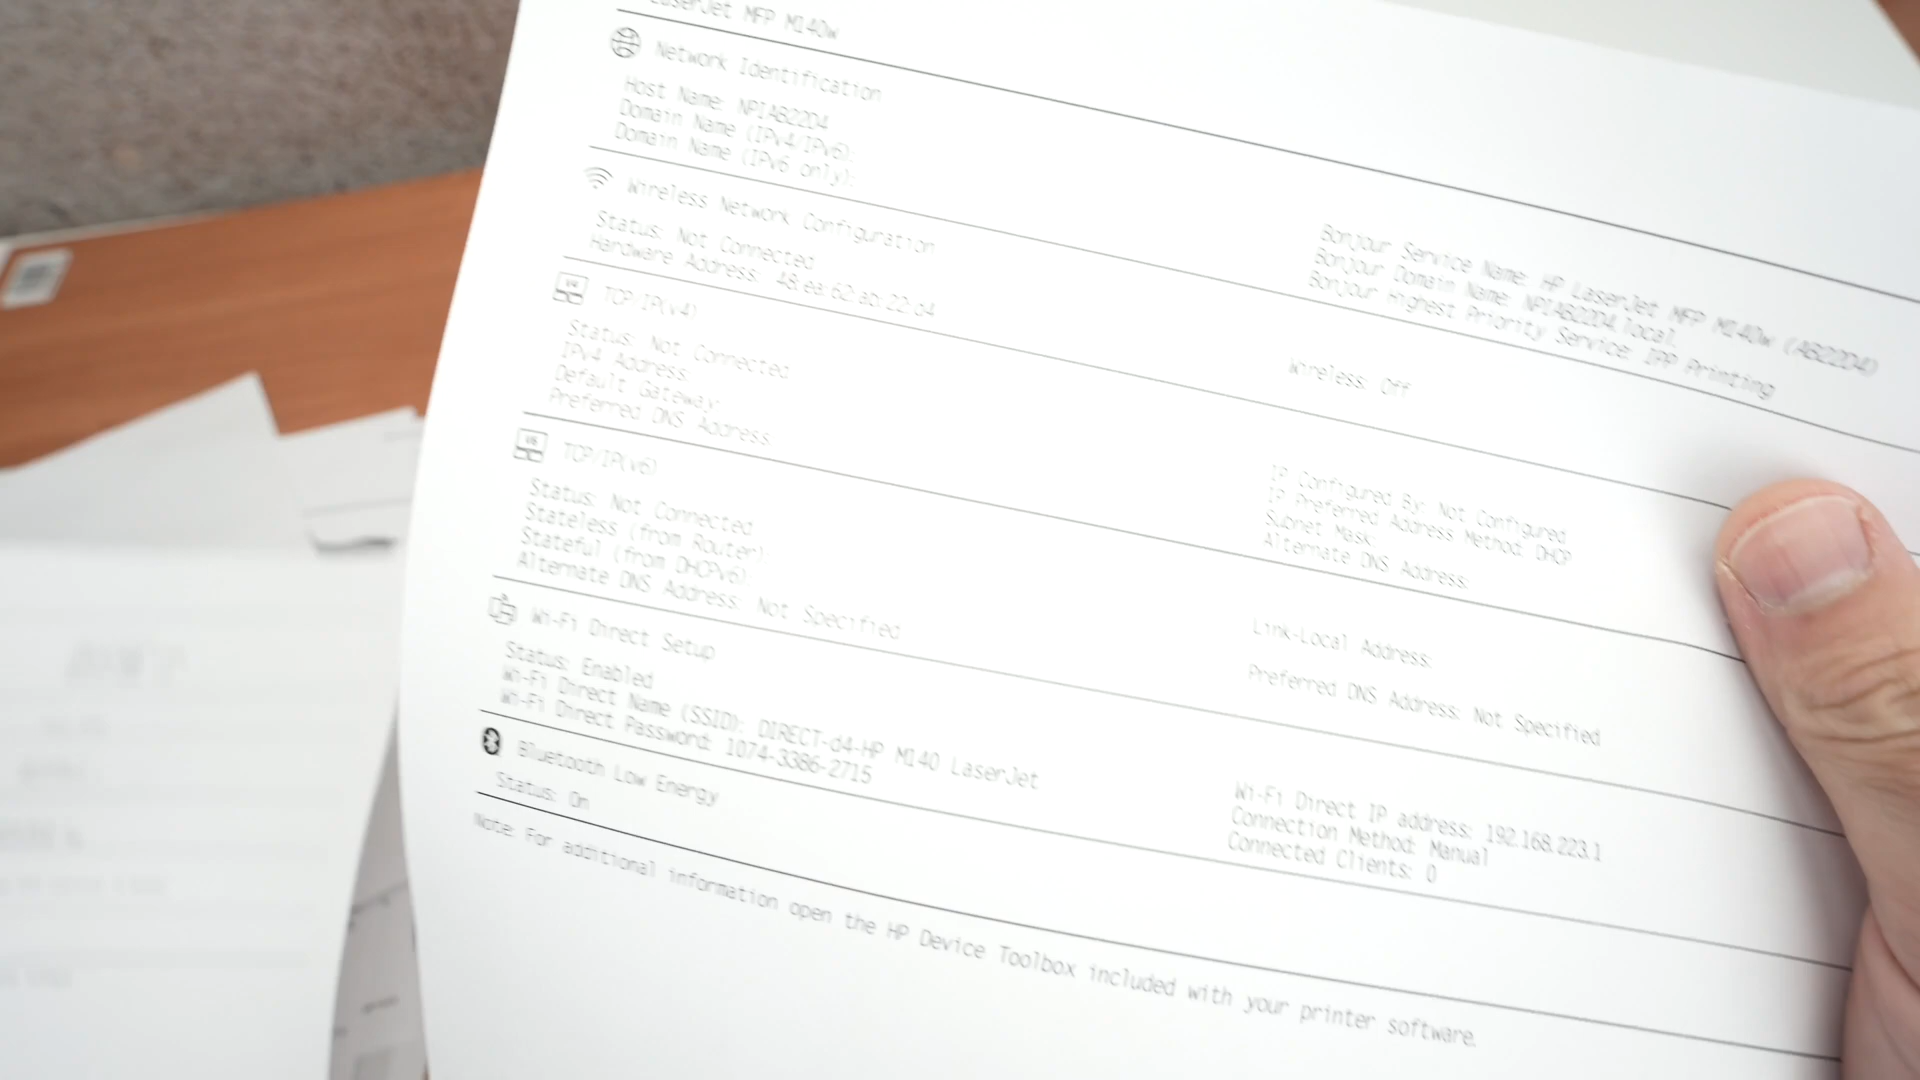 LaserJet MFP M140w
Network Identification
Host Name: NPIAB22D4
Domain Name (IPv4/IPv6):
Domain Name (IPv6 only):
Bonjour Service Name: HP LaserJet MFP M140w (AB22D4)
Bonjour Domain Name: NPIAB22D4.local.
Bonjour Highest Priority Service: IPP Printing
Wireless Network Configuration
Status: Not Connected
Hardware Address: 48:ea:62:ab:22:d4
Wireless: Off
TCP/IP(v4)
Status: Not Connected
IPv4 Address:
Default Gateway:
Preferred DNS Address:
IP Configured By: Not Configured
IP Preferred Address Method: DHCP
Subnet Mask:
Alternate DNS Address:
TCP/IP(v6)
Status: Not Connected
Stateless (from Router)
Stateful (from DHCPv6)
Alternate DNS Address: Not Specified
Link-Local Address:
Preferred DNS Address: Not Specified
Wi-Fi Direct Setup
Status: Enabled
Wi-Fi Direct Name (SSID): DIRECT-d4-HP M140 LaserJet
Wi-Fi Direct Password: 1074-3386-2715
Wi-Fi Direct IP address: 192.168.223.1
Connection Method: Manual
Connected Clients: 0
Bluetooth Low Energy
Status: On
Note: For additional information open the HP Device Toolbox included with your printer software.